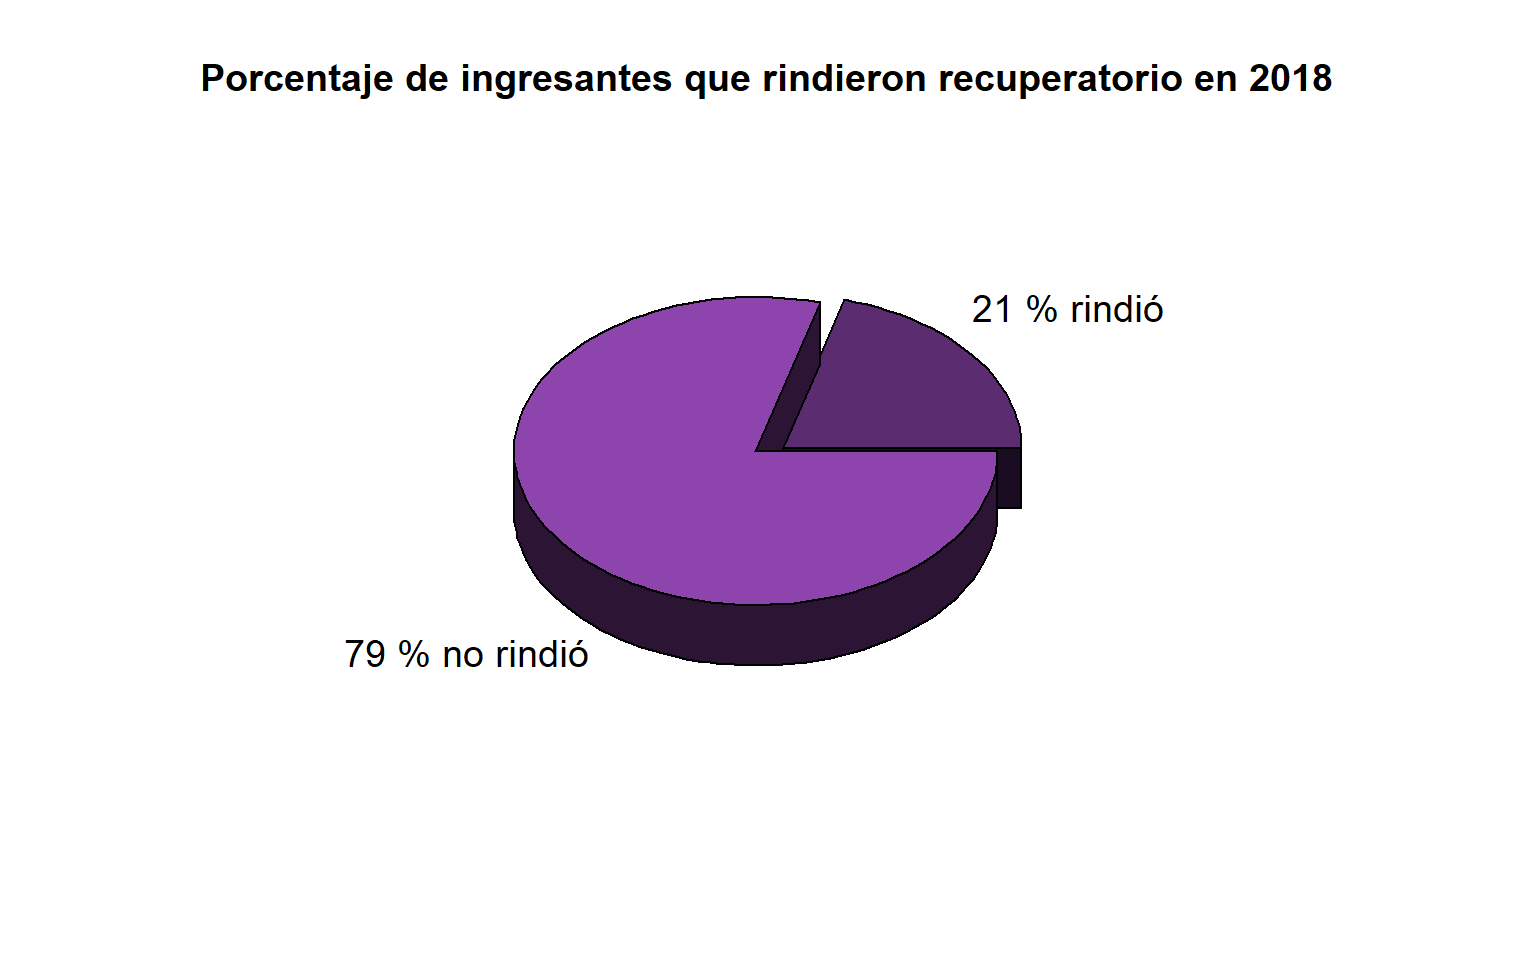 Porcentaje de ingresantes que rindieron recuperatorio en 2018
21 % rindió
79 % no rindió